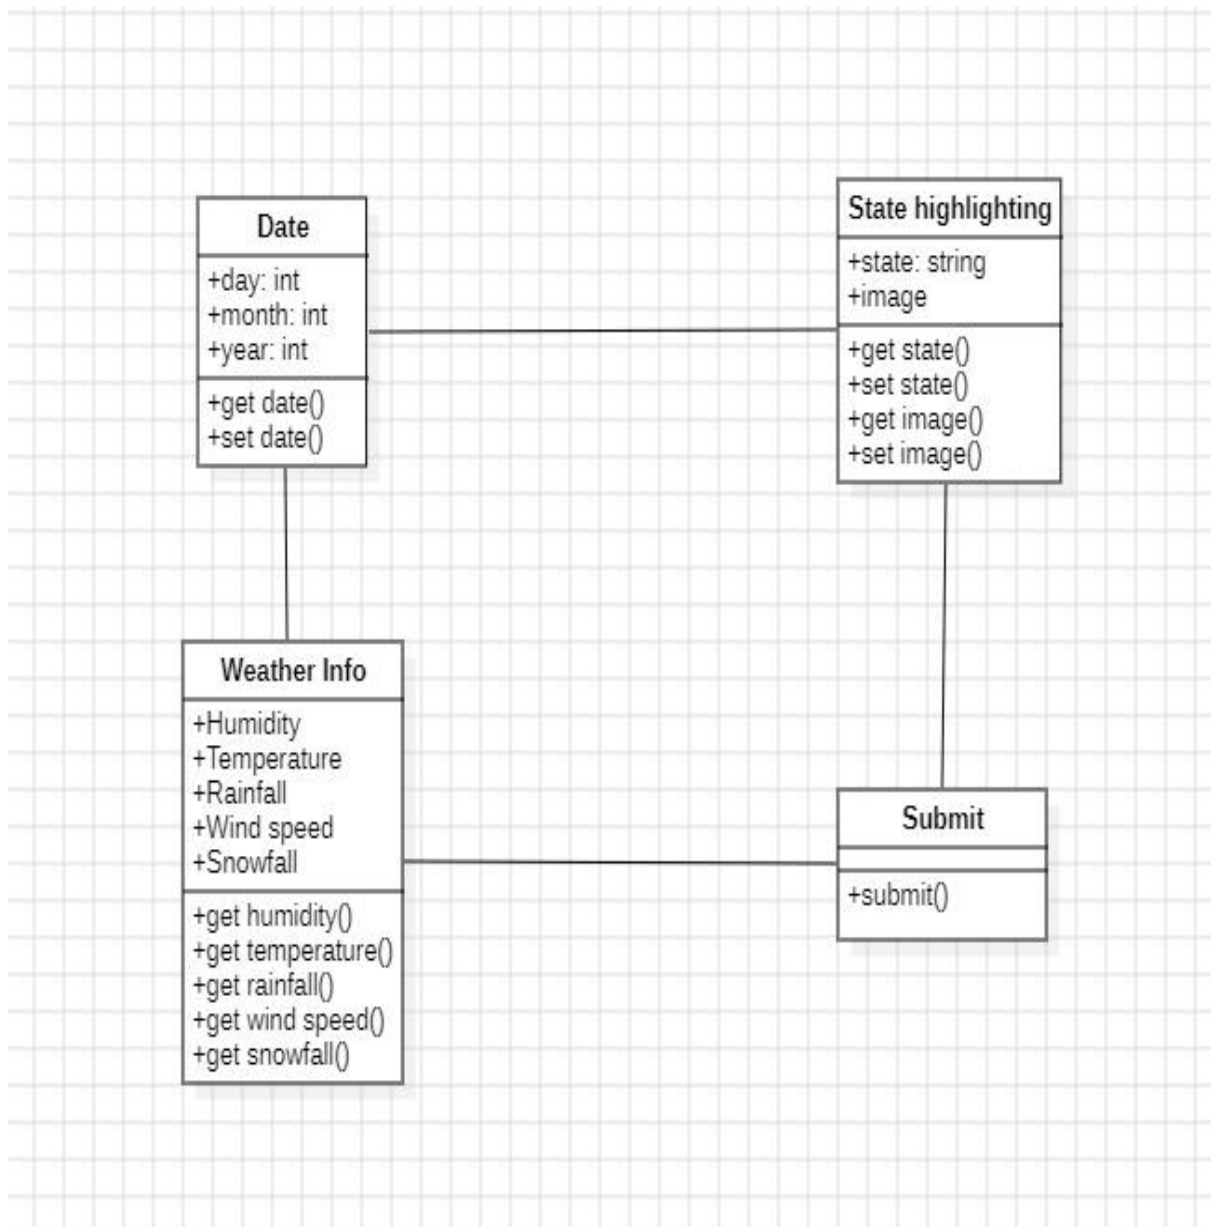 Date
+day: int
+month: int
+year: int
+get date()
+set date()
State highlighting
+state: string
+image
+get state()
+set state()
+get image()
+set image()
Weather Info
+Humidity
+Temperature
+Rainfall
+Wind speed
+Snowfall
+get humidity()
+get temperature()
+get rainfall()
+get wind speed()
+get snowfall()
Submit
+submit()